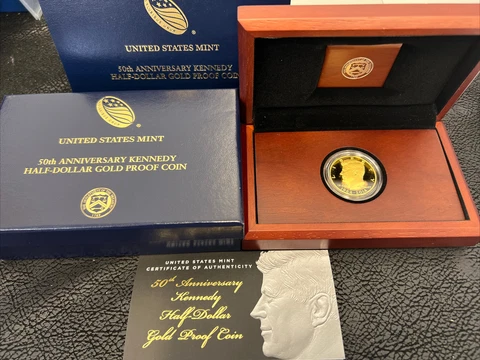 UNITED STATES MINT
50th ANNIVERSARY KENNEDY
HALF-DOLLAR GOLD PROOF COIN
UNITED STATES MINT
50th ANNIVERSARY KENNEDY
HALF-DOLLAR GOLD PROOF COIN
UNITED STATES MINT
CERTIFICATE OF AUTHENTICITY
50th Anniversary
Kennedy
Half-Dollar
Gold Proof Coin